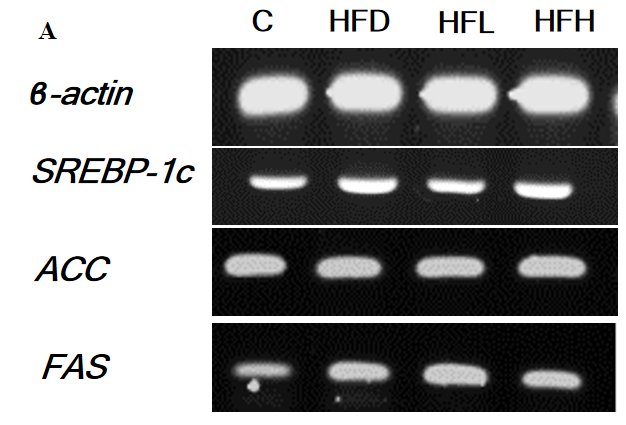 A C HFD HFL HFH
β-actin
SREBP-1c
ACC
FAS